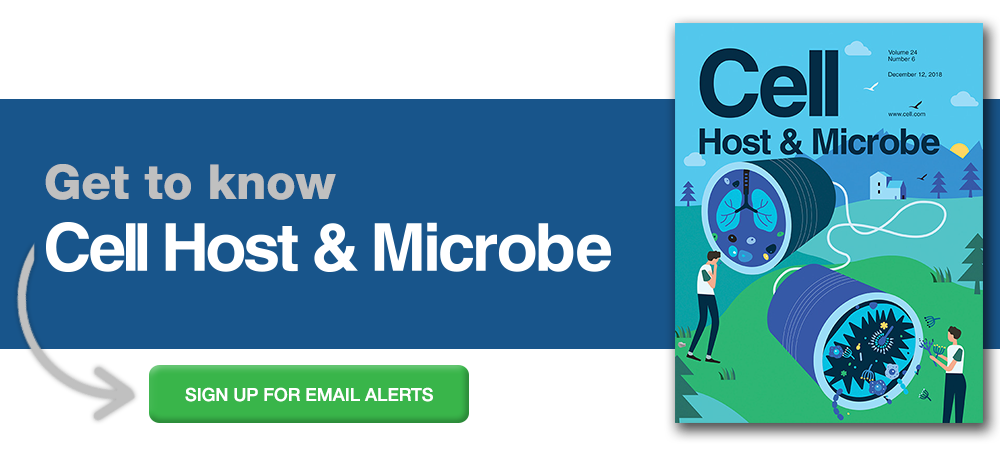 Get to know
Cell Host & Microbe
SIGN UP FOR EMAIL ALERTS
Cell
Host & Microbe
Volume 24
Number 6
December 12, 2018
www.cell.com